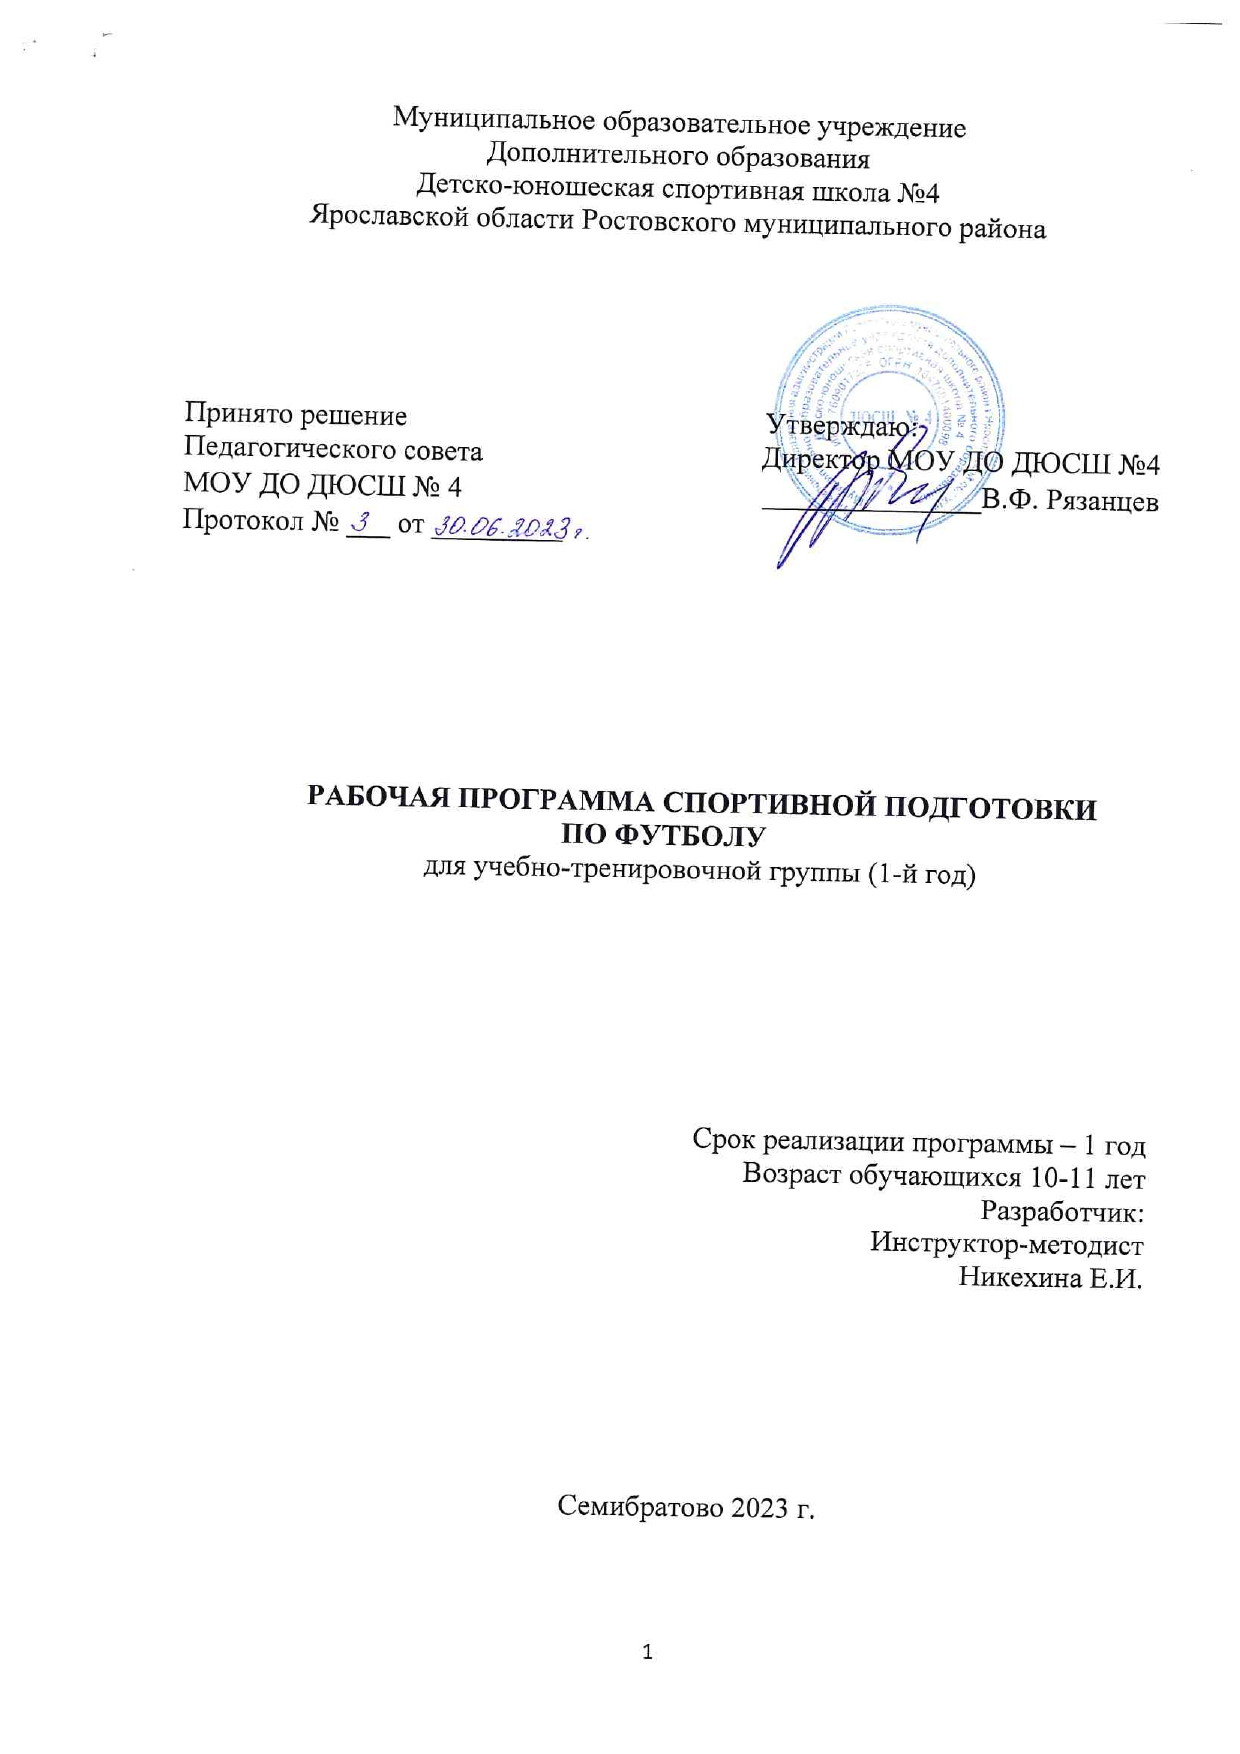 Муниципальное образовательное учреждение
Дополнительного образования
Детско-юношеская спортивная школа №4
Ярославской области Ростовского муниципального района
Принято решение
Педагогического совета
МОУ ДО ДЮСШ № 4
Протокол № 3 от 30.06.2023 г.
Утверждаю:
Директор МОУ ДО ДЮСШ №4
В.Ф. Рязанцев
ДЮСШ № 4
РАБОЧАЯ ПРОГРАММА СПОРТИВНОЙ ПОДГОТОВКИ
ПО ФУТБОЛУ
для учебно-тренировочной группы (1-й год)
Срок реализации программы – 1 год
Возраст обучающихся 10-11 лет
Разработчик:
Инструктор-методист
Никехина Е.И.
Семибратово 2023 г.
1